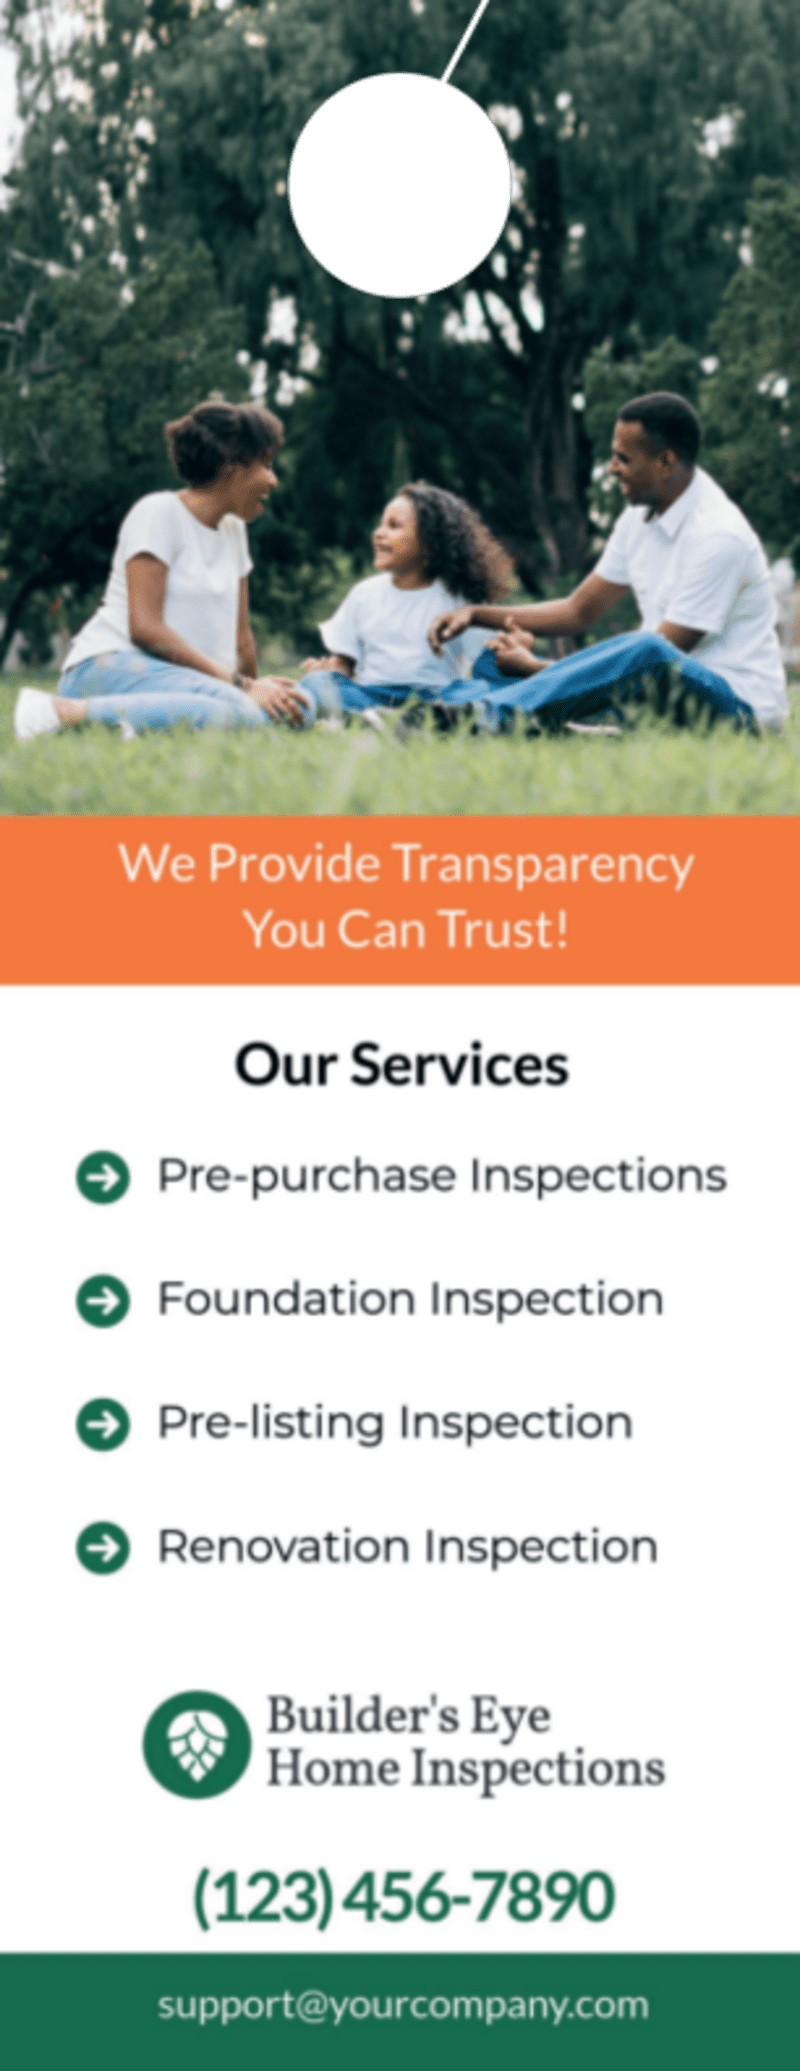 We Provide Transparency
You Can Trust!
Our Services
Pre-purchase Inspections
Foundation Inspection
Pre-listing Inspection
Renovation Inspection
Builder's Eye
Home Inspections
(123) 456-7890
support@yourcompany.com